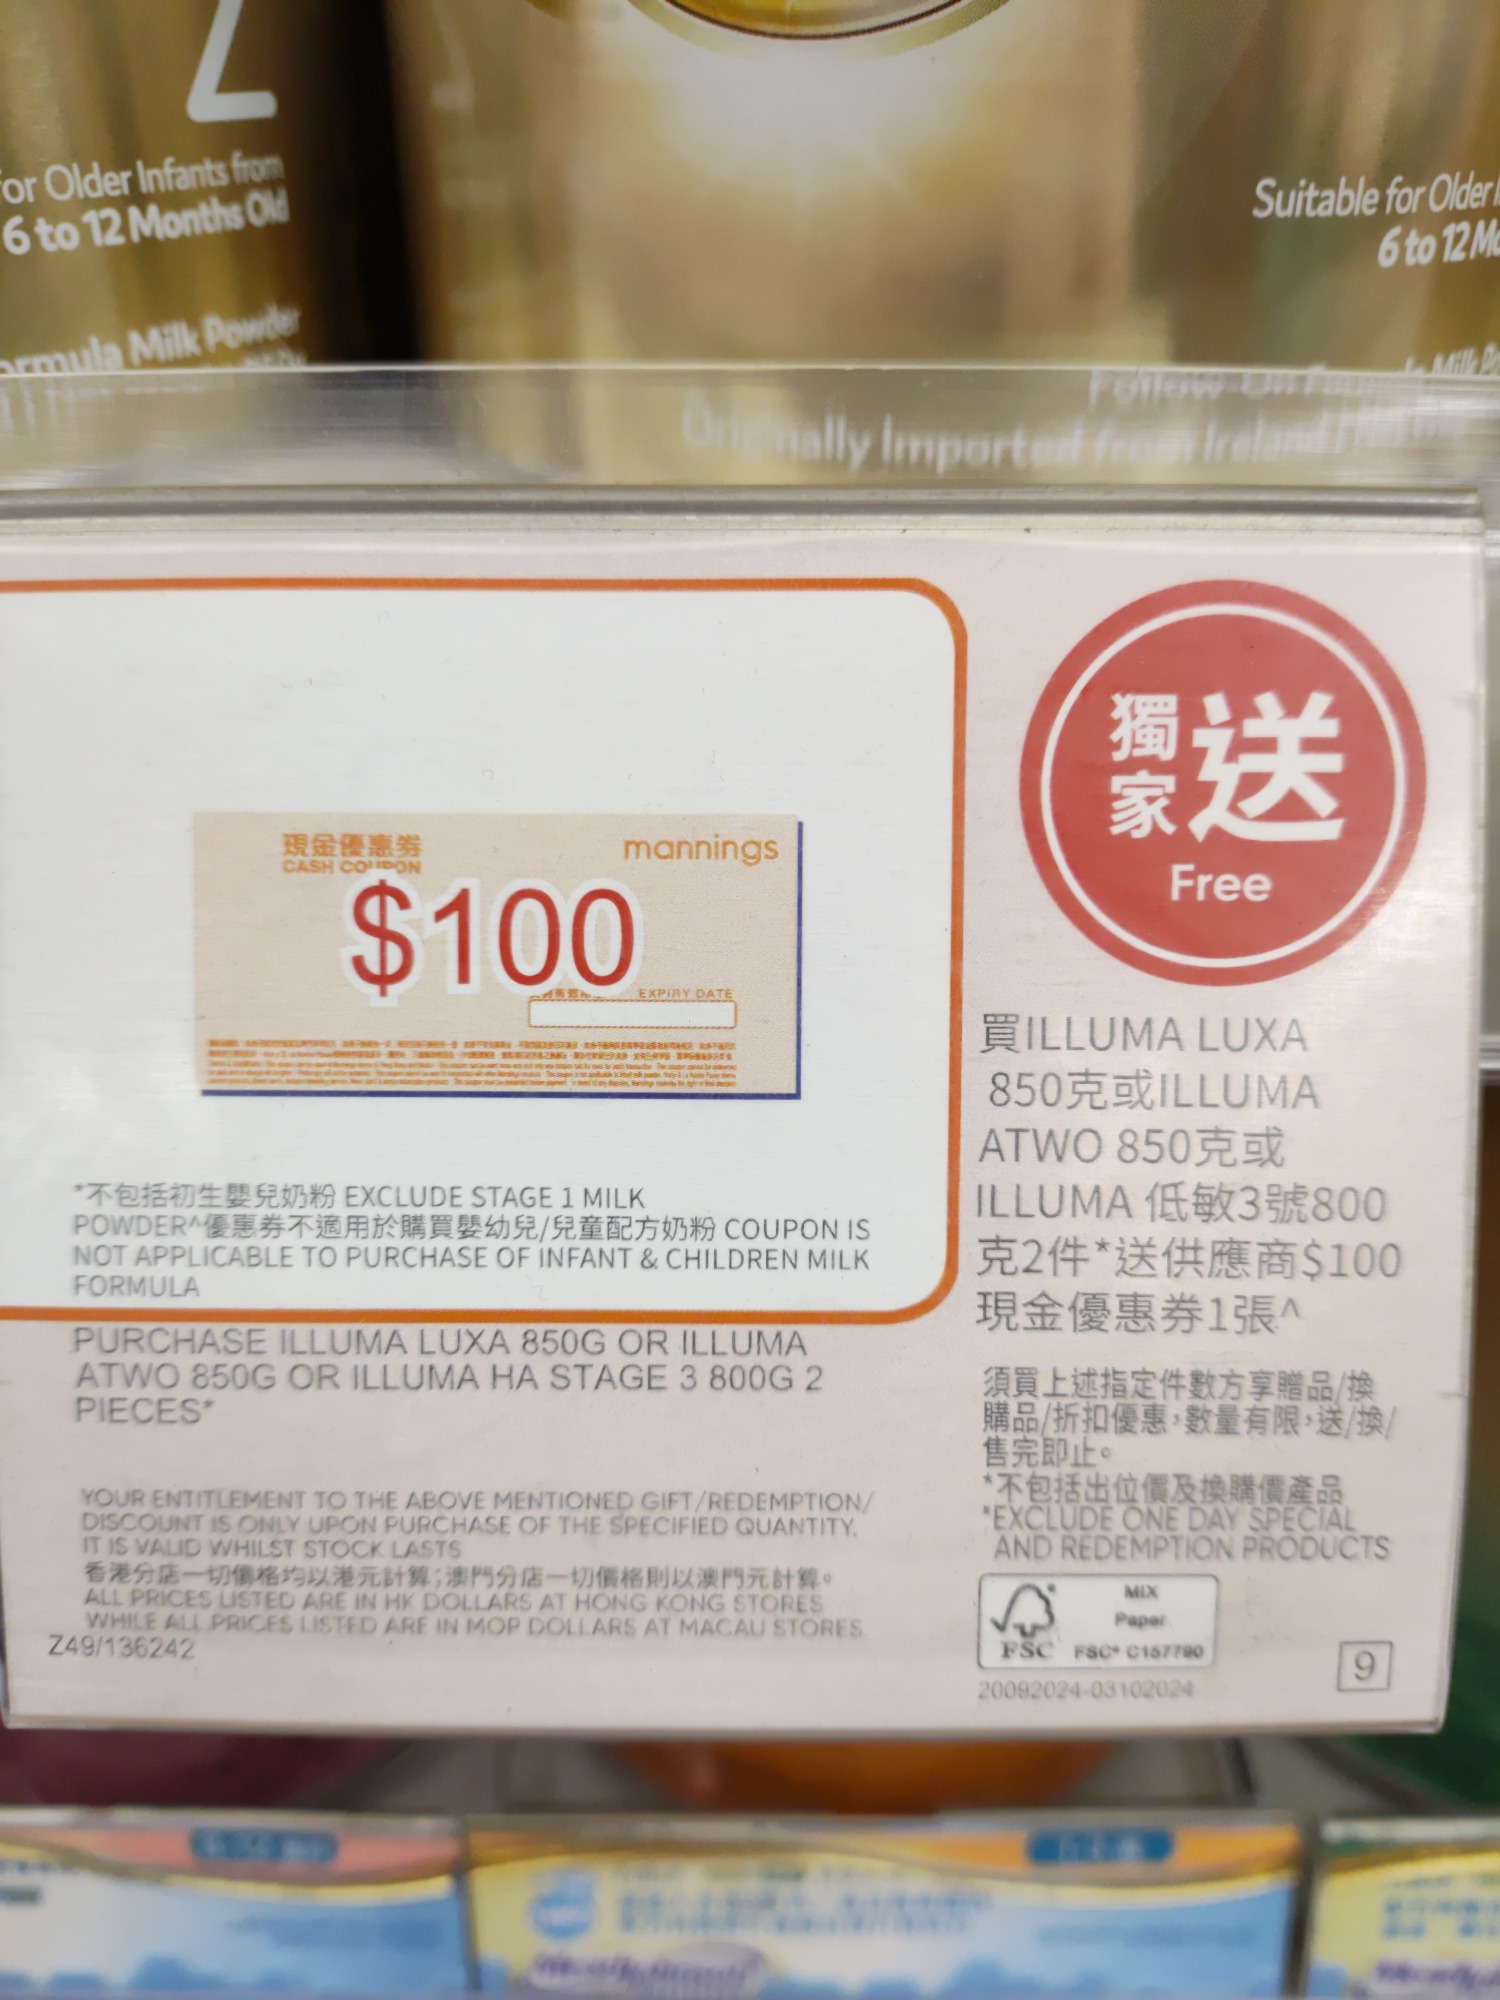 2
for Older Infants from
6 to 12 Months Old
Formula Milk Powder
Suitable for Older
6 to 12
Follow-On
Originally Imported from Ireland
獨家送
Free
現金優惠券
CASH COUPON
mannings
$100
EXPIRY DATE
買ILLUMA LUXA
850克或ILLUMA
ATWO 850克或
ILLUMA 低敏3號800
克2件*送供應商$100
現金優惠券1張^
*不包括初生嬰兒奶粉 EXCLUDE STAGE 1 MILK
POWDER^優惠券不適用於購買嬰幼兒/兒童配方奶粉 COUPON IS
NOT APPLICABLE TO PURCHASE OF INFANT & CHILDREN MILK
FORMULA
PURCHASE ILLUMA LUXA 850G OR ILLUMA
ATWO 850G OR ILLUMA HA STAGE 3 800G 2
PIECES*
須買上述指定件數方享贈品/換
購品/折扣優惠,數量有限,送/換/
售完即止。
*不包括出位價及換購價產品
*EXCLUDE ONE DAY SPECIAL
AND REDEMPTION PRODUCTS
YOUR ENTITLEMENT TO THE ABOVE MENTIONED GIFT/REDEMPTION/
DISCOUNT IS ONLY UPON PURCHASE OF THE SPECIFIED QUANTITY.
IT IS VALID WHILST STOCK LASTS
香港分店一切價格均以港元計算;澳門分店一切價格則以澳門元計算。
ALL PRICES LISTED ARE IN HK DOLLARS AT HONG KONG STORES
WHILE ALL PRICES LISTED ARE IN MOP DOLLARS AT MACAU STORES
Z49/136242
FSC
MIX
Paper
FSC® C157790
20092024-03102024
9